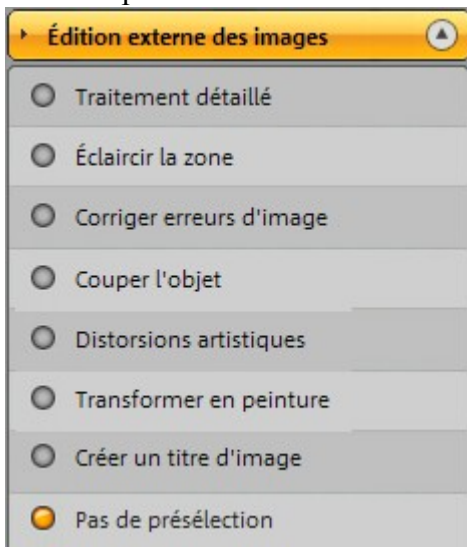 Édition externe des images
Traitement détaillé
Éclaircir la zone
Corriger erreurs d'image
Couper l'objet
Distorsions artistiques
Transformer en peinture
Créer un titre d'image
Pas de présélection